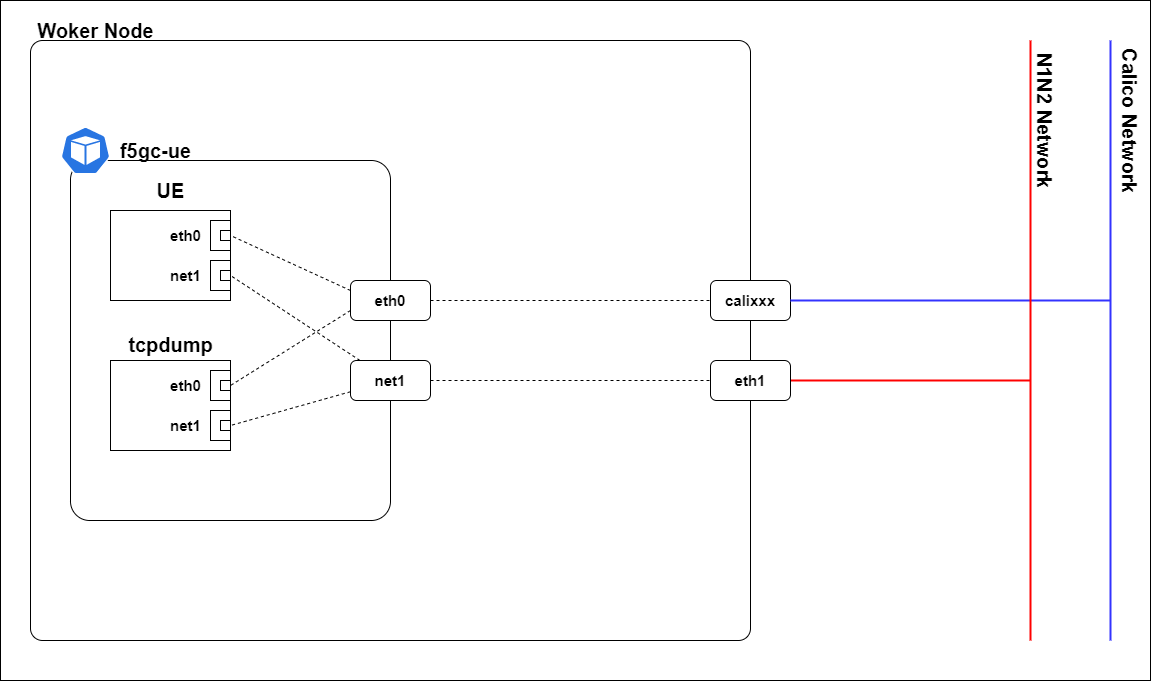 Woker Node
f5gc-ue
UE
eth0
net1
tcpdump
eth0
net1
eth0
net1
calixxx
eth1
N1N2 Network
Calico Network